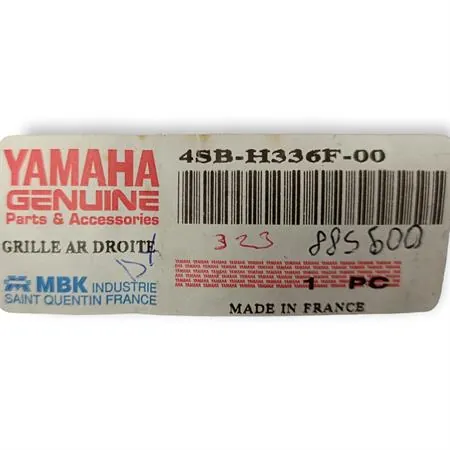 YAMAHA
GENUINE
Parts & Accessories
GRILLE AR DROITE
MBK INDUSTRIE
SAINT QUENTIN FRANCE
4SB-H336F-00
323 885500
1 PC
MADE IN FRANCE